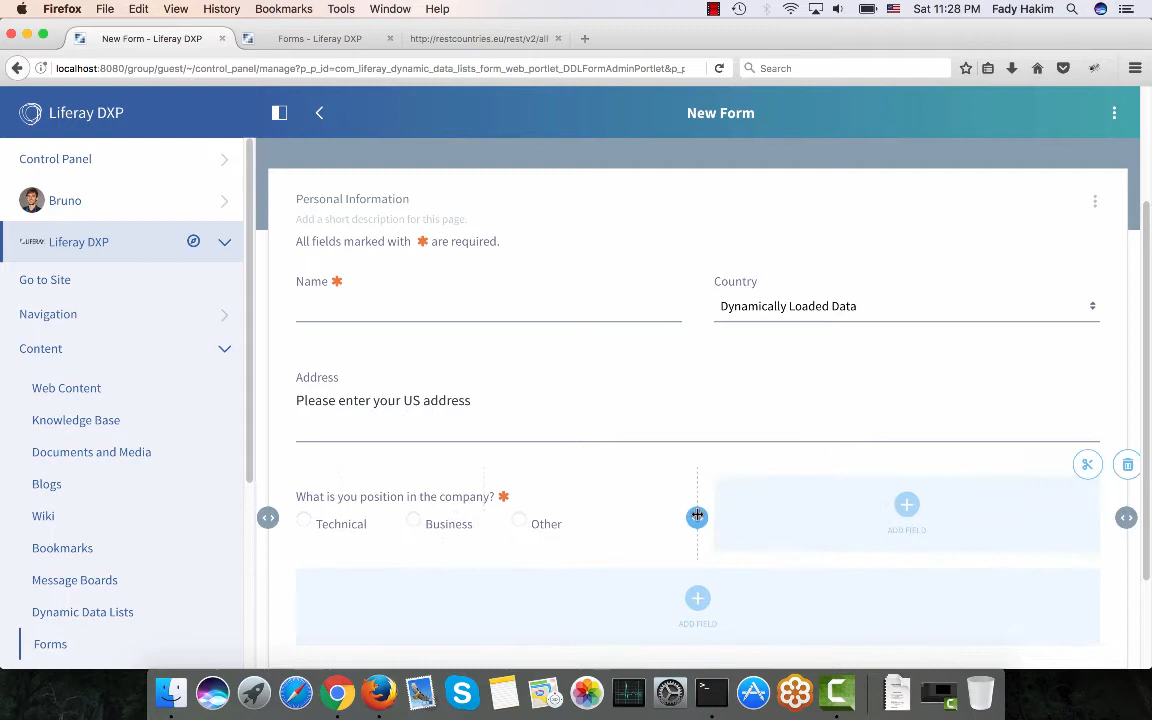 Firefox File Edit View History Bookmarks Tools Window Help Sat 11:28 PM Fady Hakim
New Form - Liferay DXP Forms - Liferay DXP http://restcountries.eu/rest/v2/all
localhost:8080/group/guest/~/control_panel/manage?p_p_id=com_liferay_dynamic_data_lists_form_web_portlet_DDLFormAdminPortlet&p_p Search
Liferay DXP New Form
Control Panel
Bruno
LIFERAY Liferay DXP
Go to Site
Navigation
Content
Web Content
Knowledge Base
Documents and Media
Blogs
Wiki
Bookmarks
Message Boards
Dynamic Data Lists
Forms
Personal Information
Add a short description for this page.
All fields marked with ✱ are required.
Name ✱ Country
Dynamically Loaded Data
Address
Please enter your US address
What is you position in the company? ✱
Technical Business Other
ADD FIELD
ADD FIELD